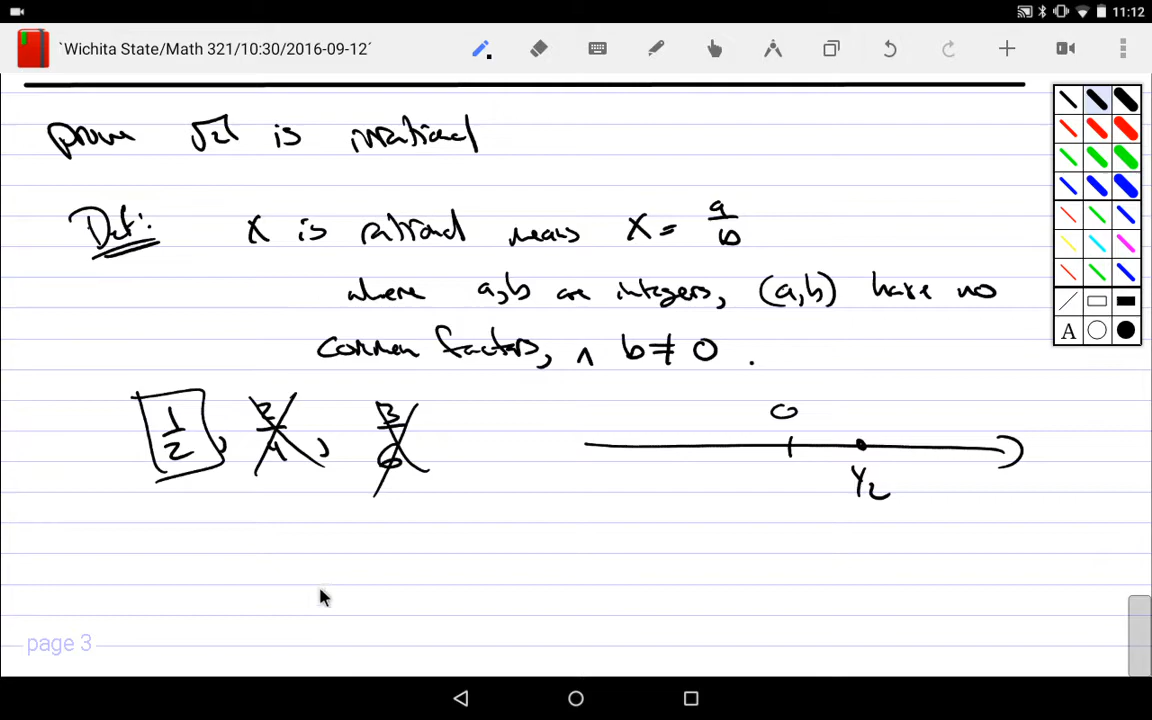 11:12
`Wichita State/Math 321/10:30/2016-09-12´
prove √2 is irrational
Def: X is rational means X = a/b
where a,b are integers, (a,b) have no
common factors, ∧ b ≠ 0 .
1/2, 2/4, 3/6
0
1/2
A
page 3